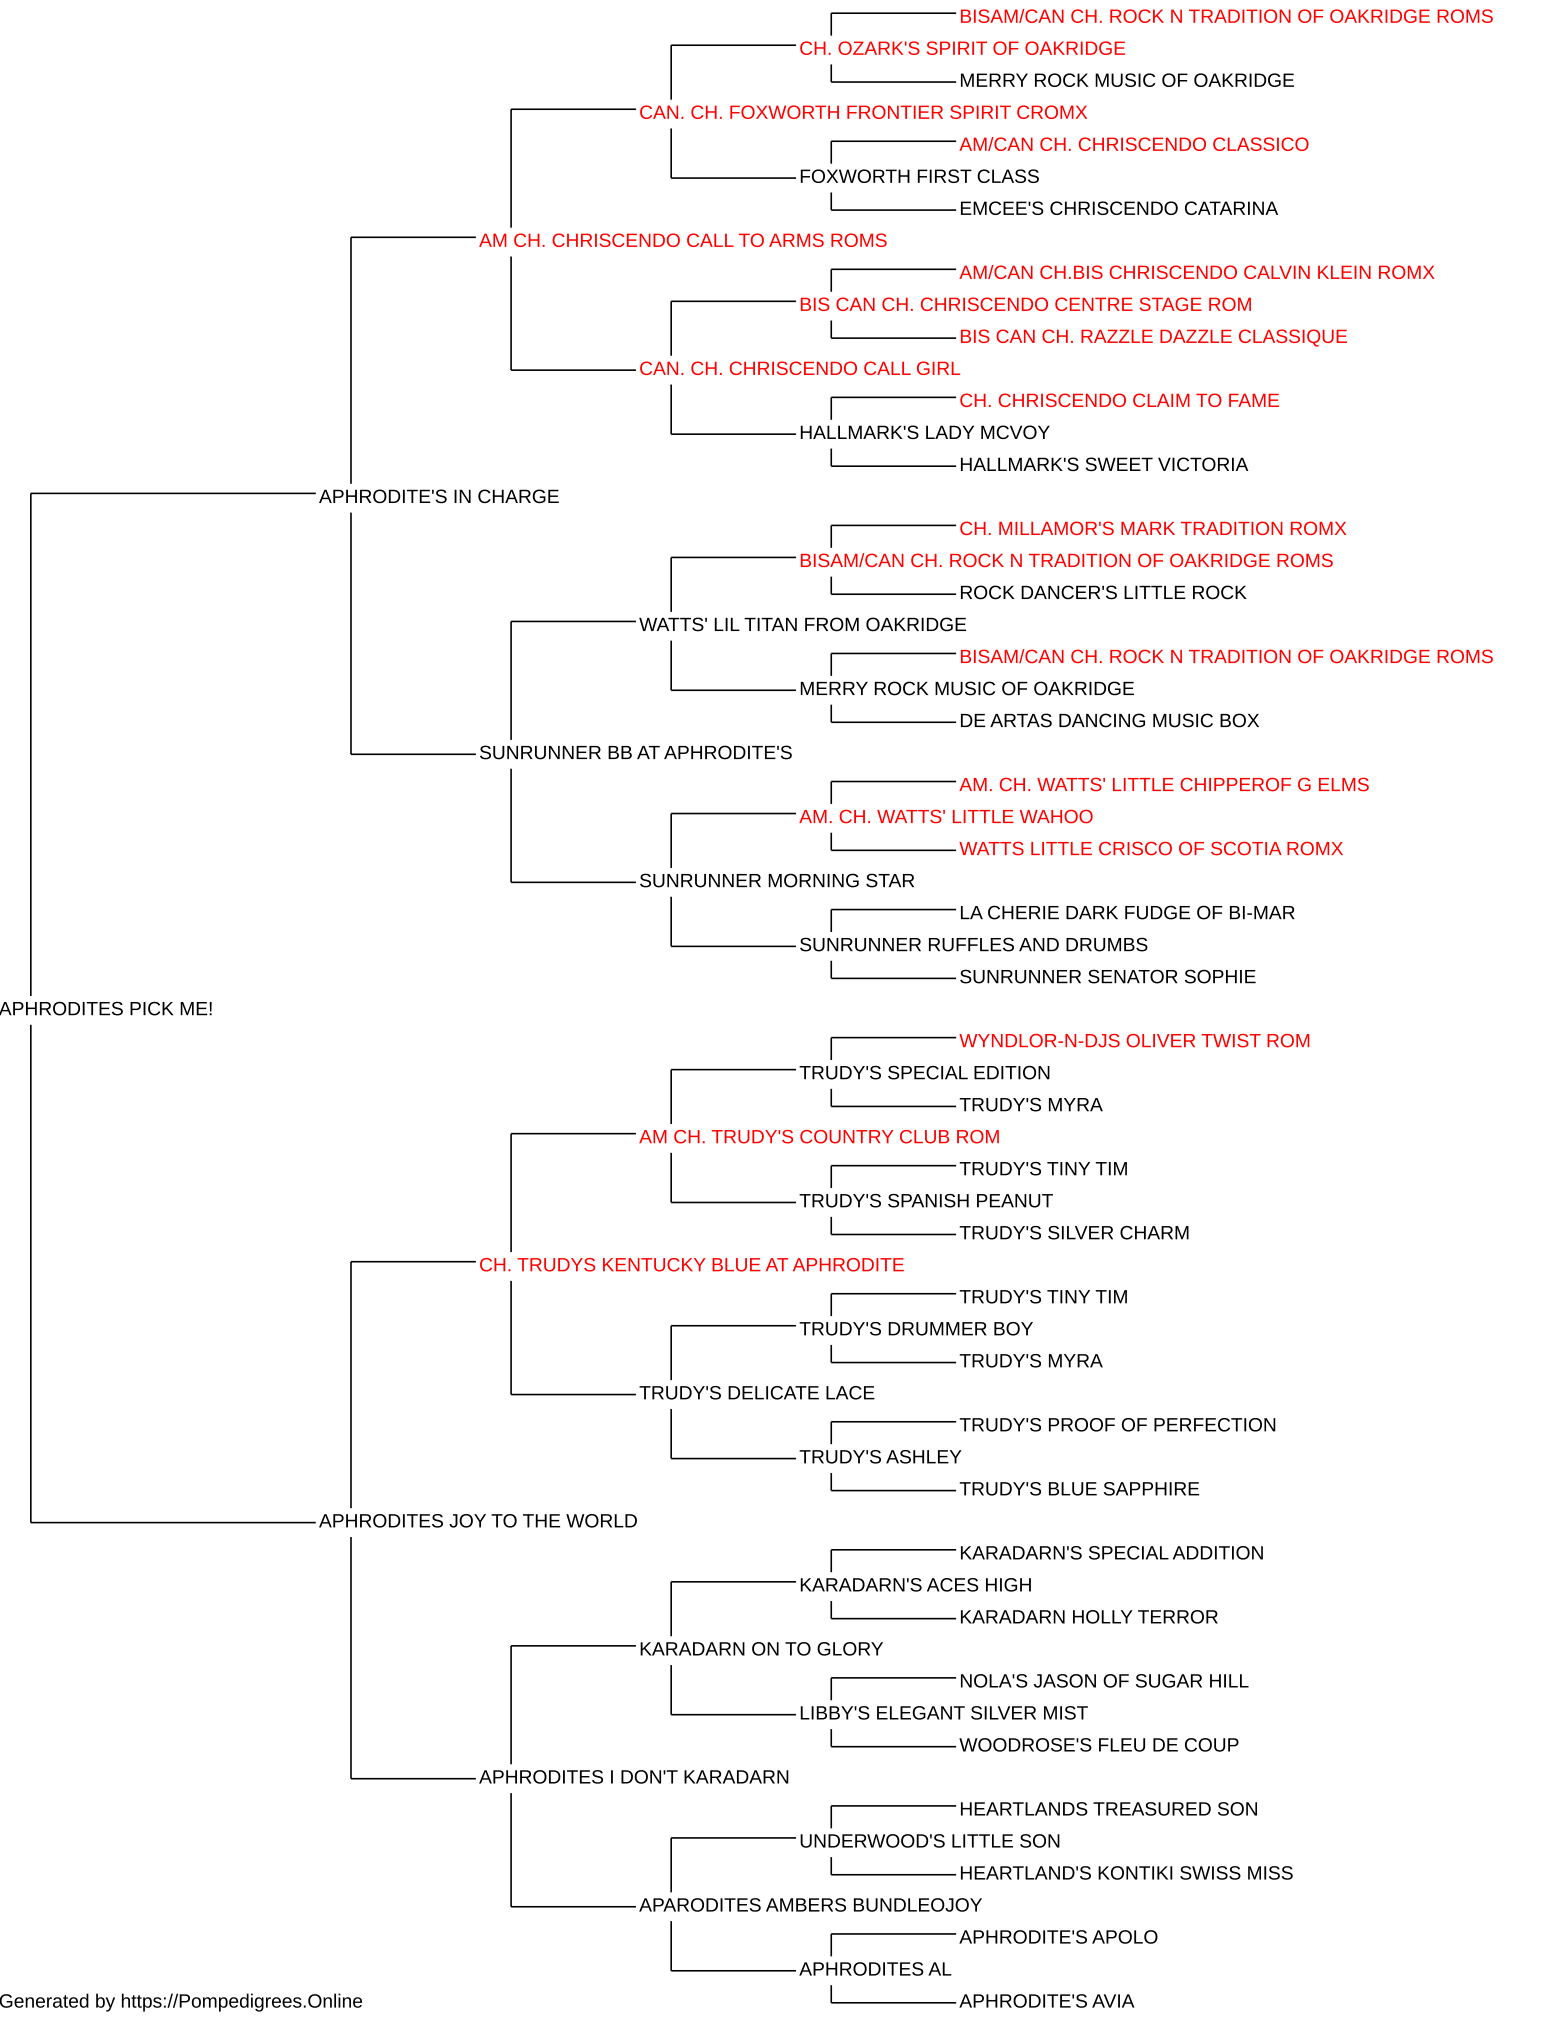 BISAM/CAN CH. ROCK N TRADITION OF OAKRIDGE ROMS
CH. OZARK'S SPIRIT OF OAKRIDGE
MERRY ROCK MUSIC OF OAKRIDGE
CAN. CH. FOXWORTH FRONTIER SPIRIT CROMX
AM/CAN CH. CHRISCENDO CLASSICO
FOXWORTH FIRST CLASS
EMCEE'S CHRISCENDO CATARINA
AM CH. CHRISCENDO CALL TO ARMS ROMS
AM/CAN CH.BIS CHRISCENDO CALVIN KLEIN ROMX
BIS CAN CH. CHRISCENDO CENTRE STAGE ROM
BIS CAN CH. RAZZLE DAZZLE CLASSIQUE
CAN. CH. CHRISCENDO CALL GIRL
CH. CHRISCENDO CLAIM TO FAME
HALLMARK'S LADY MCVOY
HALLMARK'S SWEET VICTORIA
APHRODITE'S IN CHARGE
CH. MILLAMOR'S MARK TRADITION ROMX
BISAM/CAN CH. ROCK N TRADITION OF OAKRIDGE ROMS
ROCK DANCER'S LITTLE ROCK
WATTS' LIL TITAN FROM OAKRIDGE
BISAM/CAN CH. ROCK N TRADITION OF OAKRIDGE ROMS
MERRY ROCK MUSIC OF OAKRIDGE
DE ARTAS DANCING MUSIC BOX
SUNRUNNER BB AT APHRODITE'S
AM. CH. WATTS' LITTLE CHIPPEROF G ELMS
AM. CH. WATTS' LITTLE WAHOO
WATTS LITTLE CRISCO OF SCOTIA ROMX
SUNRUNNER MORNING STAR
LA CHERIE DARK FUDGE OF BI-MAR
SUNRUNNER RUFFLES AND DRUMBS
SUNRUNNER SENATOR SOPHIE
APHRODITES PICK ME!
WYNDLOR-N-DJS OLIVER TWIST ROM
TRUDY'S SPECIAL EDITION
TRUDY'S MYRA
AM CH. TRUDY'S COUNTRY CLUB ROM
TRUDY'S TINY TIM
TRUDY'S SPANISH PEANUT
TRUDY'S SILVER CHARM
CH. TRUDYS KENTUCKY BLUE AT APHRODITE
TRUDY'S TINY TIM
TRUDY'S DRUMMER BOY
TRUDY'S MYRA
TRUDY'S DELICATE LACE
TRUDY'S PROOF OF PERFECTION
TRUDY'S ASHLEY
TRUDY'S BLUE SAPPHIRE
APHRODITES JOY TO THE WORLD
KARADARN'S SPECIAL ADDITION
KARADARN'S ACES HIGH
KARADARN HOLLY TERROR
KARADARN ON TO GLORY
NOLA'S JASON OF SUGAR HILL
LIBBY'S ELEGANT SILVER MIST
WOODROSE'S FLEU DE COUP
APHRODITES I DON'T KARADARN
HEARTLANDS TREASURED SON
UNDERWOOD'S LITTLE SON
HEARTLAND'S KONTIKI SWISS MISS
APARODITES AMBERS BUNDLEOJOY
APHRODITE'S APOLO
APHRODITES AL
APHRODITE'S AVIA
Generated by https://Pompedigrees.Online